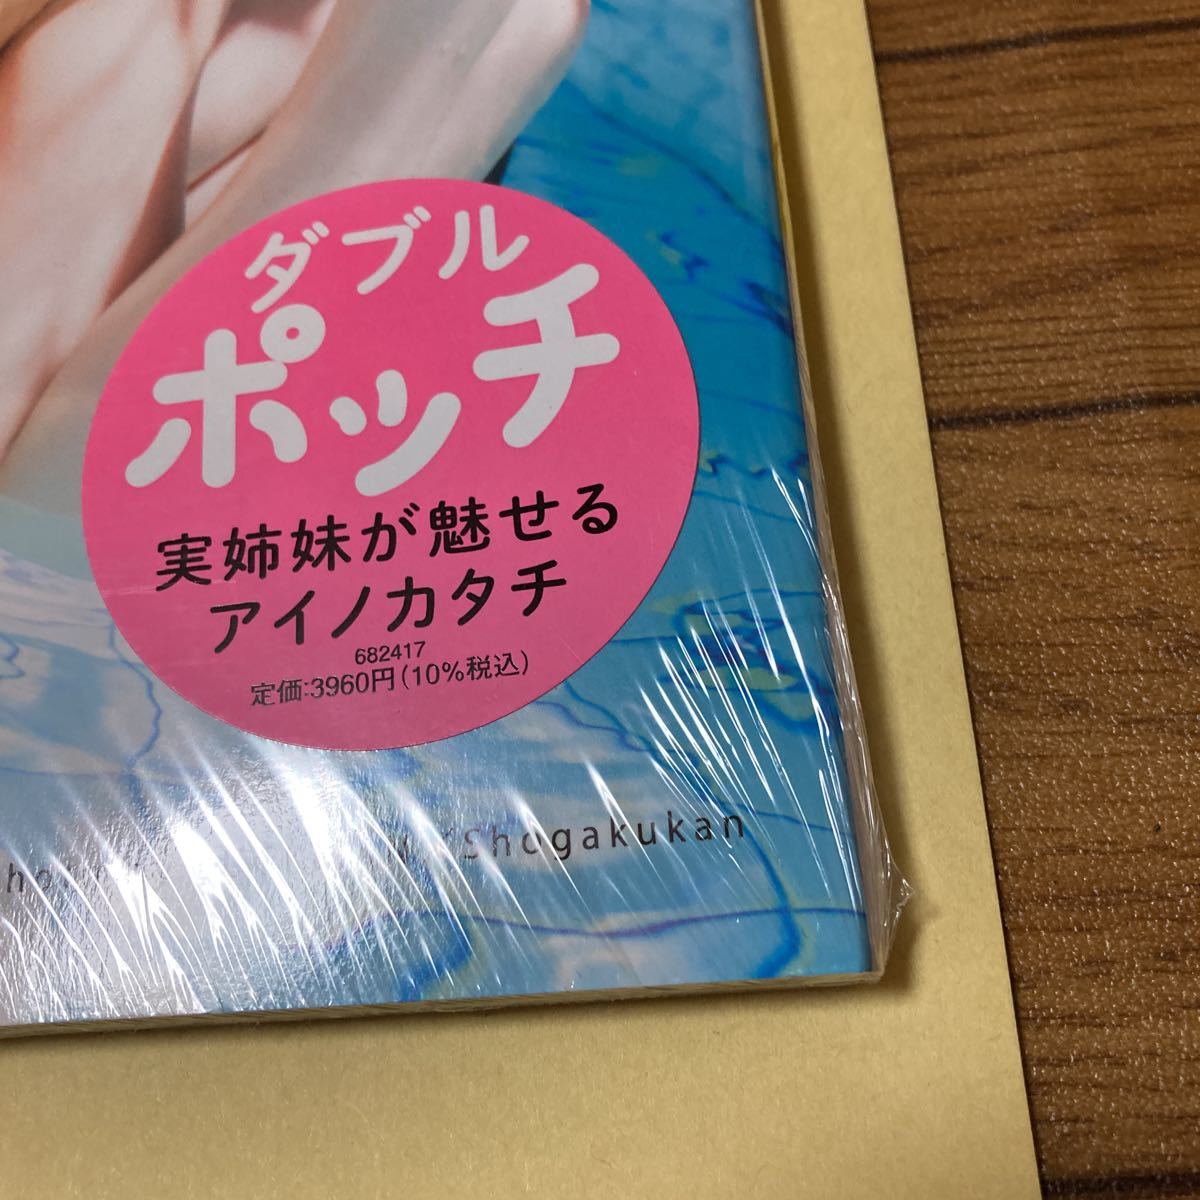 ダブル
ポッチ
実姉妹が魅せる
アイノカタチ
682417
定価:3960円(10%税込)
Shogakukan